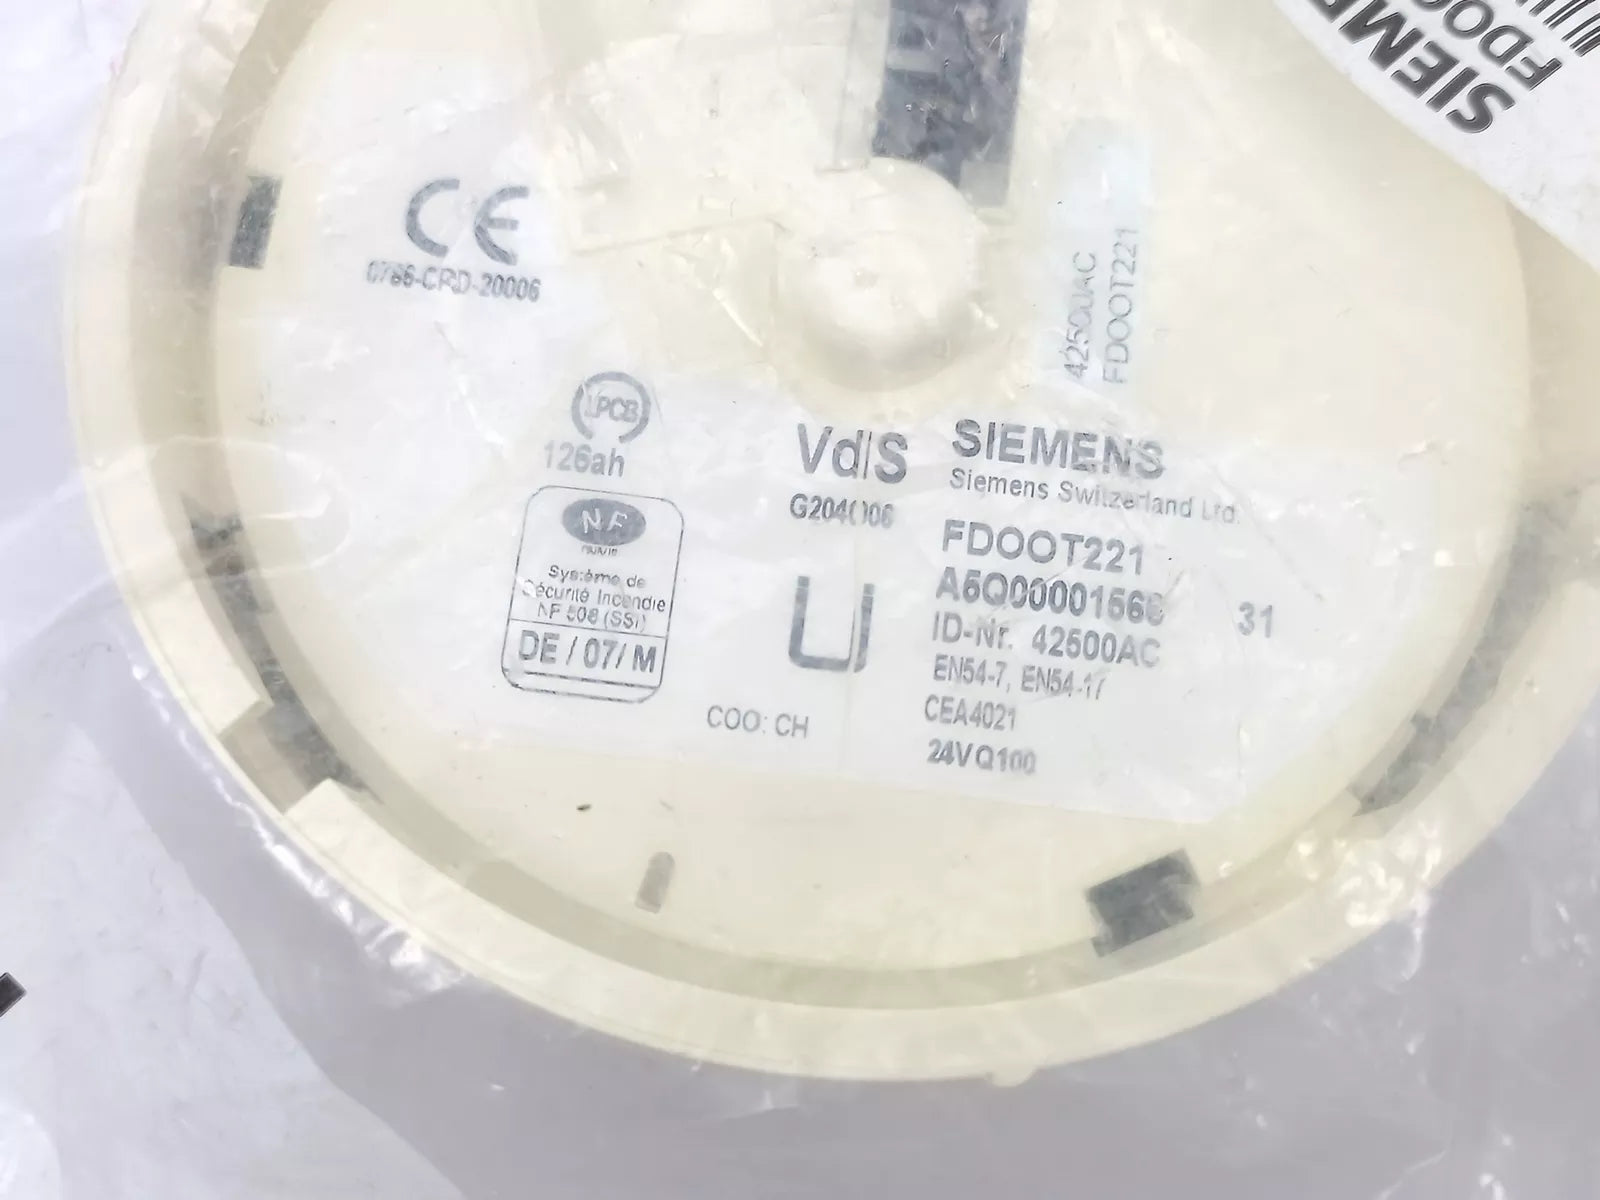 SIEMENS
CE
0786-CPD-20006
42500AC
FDOOT221
LPCB
126ah
VdS
G204006
SIEMENS
Siemens Switzerland Ltd.
NF
Système de
Sécurité Incendie
NF 508 (SSI)
DE / 07/ M
FDOOT221
ID-Nr. 42500AC
31
EN54-7, EN54-17
CEA4021
24VQ100
COO: CH